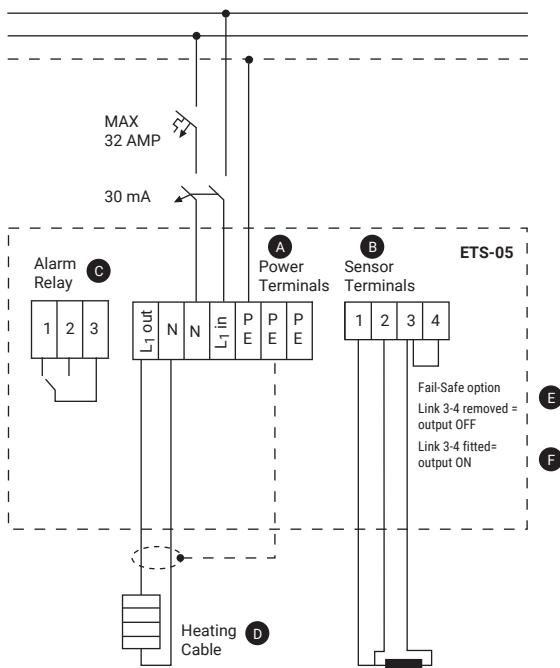 MAX
32 AMP
30 mA
ETS-05
Alarm
Relay
C
A
Power
Terminals
B
Sensor
Terminals
1 2 3
L1 out
N
N
L1 in
PE
PE
PE
1 2 3 4
Fail-Safe option
Link 3-4 removed =
output OFF
E
Link 3-4 fitted=
output ON
F
Heating
Cable
D